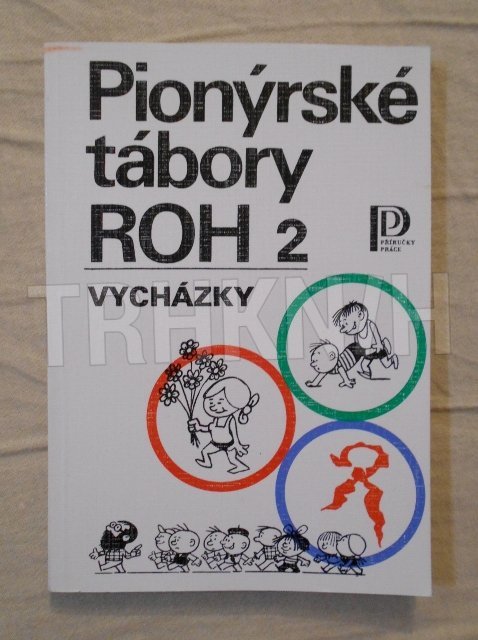 Pionýrské
tábory
ROH 2
PŘÍRUČKY
PRÁCE
VYCHÁZKY
TRHKNIH